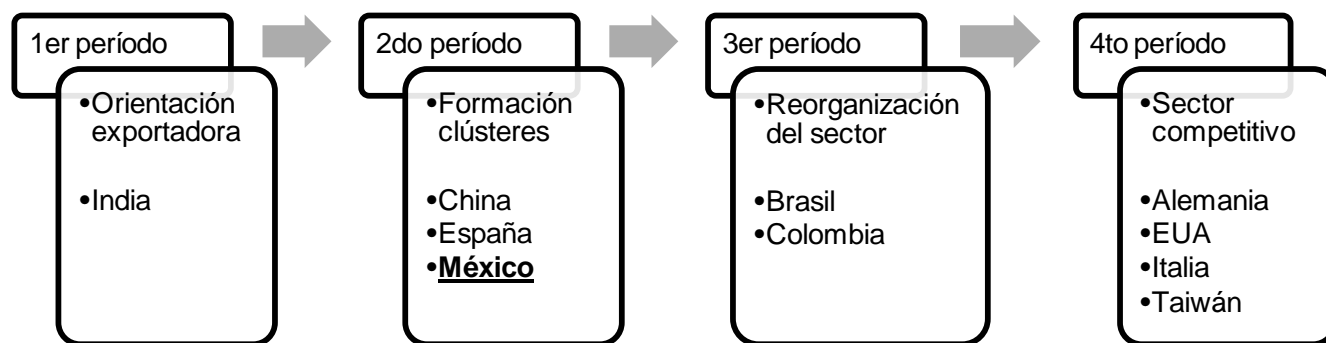 1er período
•Orientación
exportadora
•India
2do período
•Formación
clústeres
•China
•España
•México
3er período
•Reorganización
del sector
•Brasil
•Colombia
4to período
•Sector
competitivo
•Alemania
•EUA
•Italia
•Taiwán